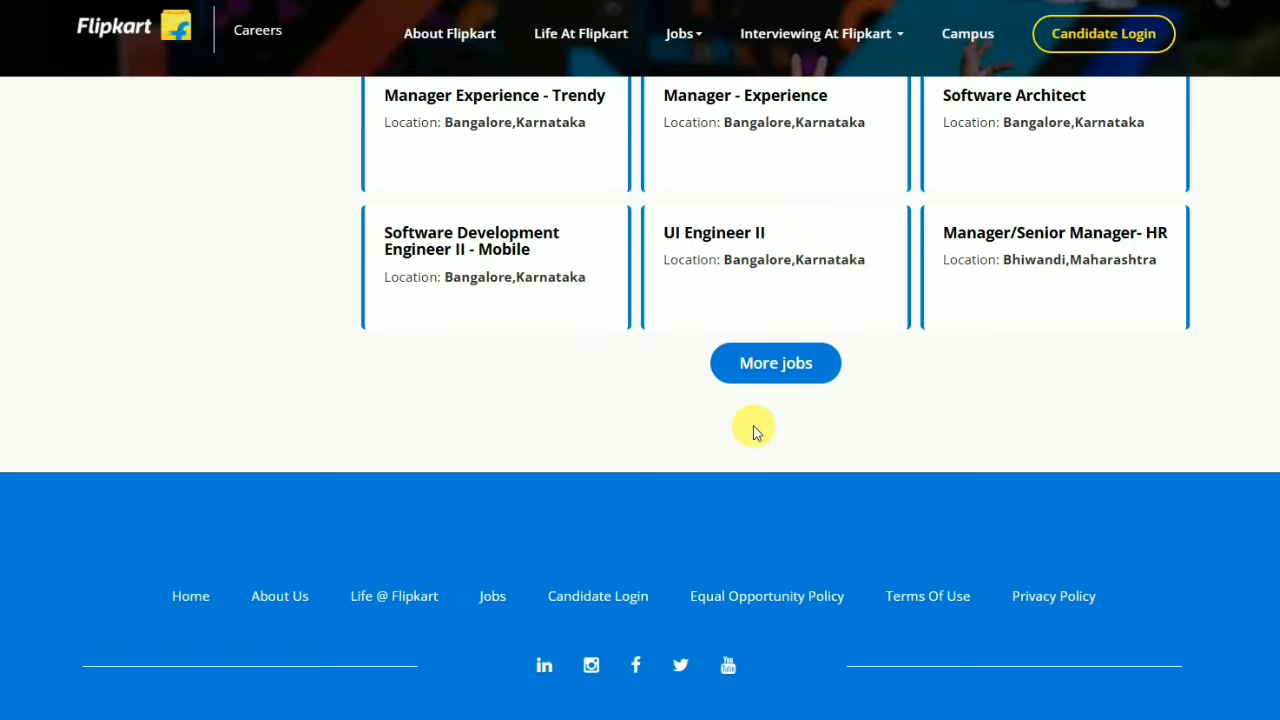 Flipkart
Careers
About Flipkart
Life At Flipkart
Jobs
Interviewing At Flipkart
Campus
Candidate Login
Manager Experience - Trendy
Location: Bangalore,Karnataka
Manager - Experience
Location: Bangalore,Karnataka
Software Architect
Location: Bangalore,Karnataka
Software Development
Engineer II - Mobile
Location: Bangalore,Karnataka
UI Engineer II
Location: Bangalore,Karnataka
Manager/Senior Manager- HR
Location: Bhiwandi,Maharashtra
More jobs
Home
About Us
Life @ Flipkart
Jobs
Candidate Login
Equal Opportunity Policy
Terms Of Use
Privacy Policy
in
You
Tube